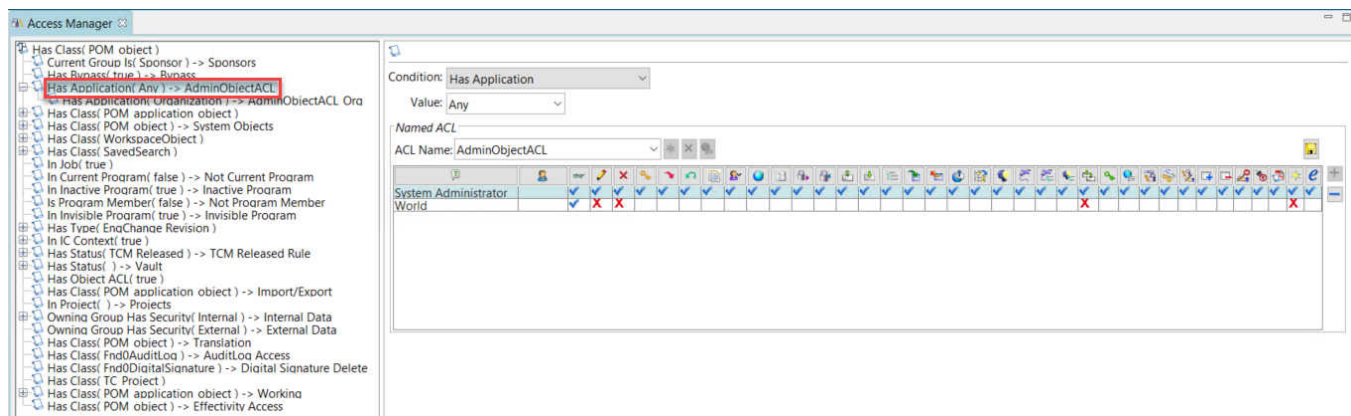 Access Manager
Has Class( POM object )
Current Group Is( Sponsor ) -> Sponsors
Has Bypass( true ) -> Bypass
Has Application( Any ) -> AdminObjectACL
Has Application( Organization ) -> AdminObjectACL Org
Has Class( POM application object )
Has Class( POM object ) -> System Objects
Has Class( WorkspaceObject )
Has Class( SavedSearch )
In Job( true )
In Current Program( false ) -> Not Current Program
In Inactive Program( true ) -> Inactive Program
Is Program Member( false ) -> Not Program Member
In Invisible Program( true ) -> Invisible Program
Has Type( EngChange Revision )
In IC Context( true )
Has Status( TCM Released ) -> TCM Released Rule
Has Status( ) -> Vault
Has Object ACL( true )
Has Class( POM application object ) -> Import/Export
In Project( ) -> Projects
Owning Group Has Security( Internal ) -> Internal Data
Owning Group Has Security( External ) -> External Data
Has Class( POM object ) -> Translation
Has Class( Fnd0AuditLog ) -> AuditLog Access
Has Class( Fnd0DigitalSignature ) -> Digital Signature Delete
Has Class( TC Project )
Has Class( POM application object ) -> Working
Has Class( POM object ) -> Effectivity Access
Condition: Has Application
Value: Any
Named ACL
ACL Name: AdminObjectACL
System Administrator
World